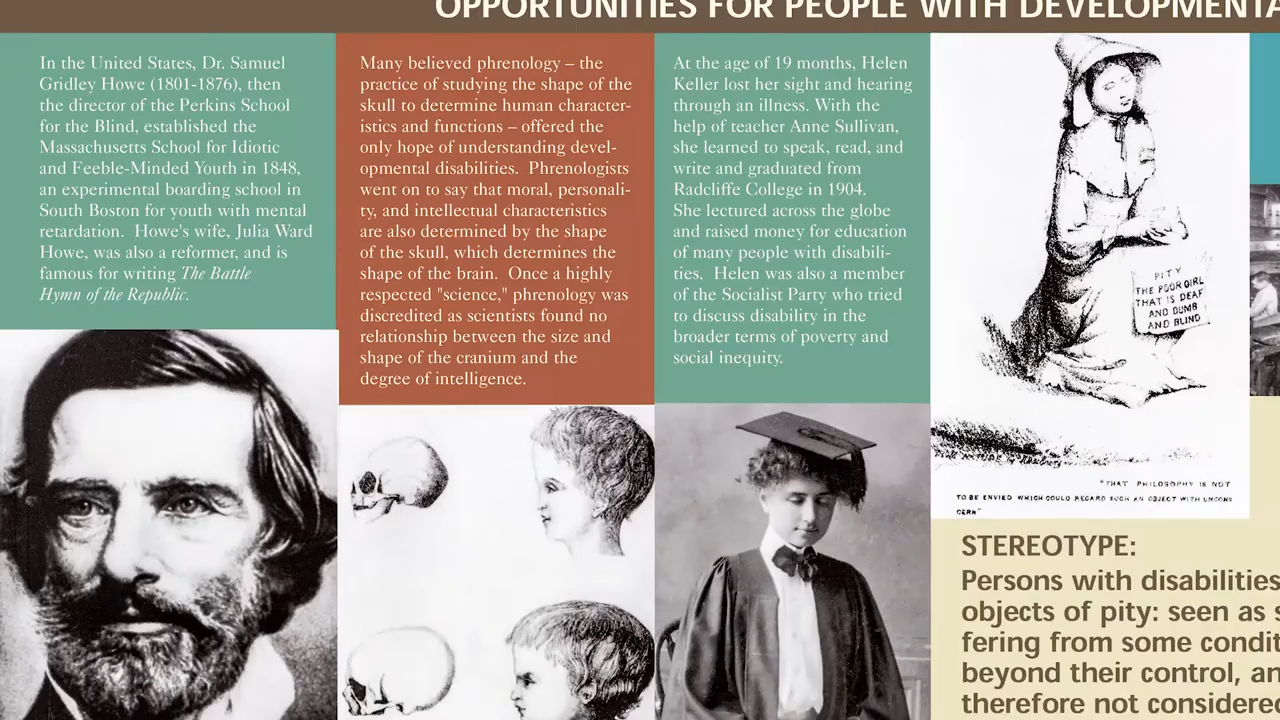 OPPORTUNITIES FOR PEOPLE WITH DEVELOPMENTA
In the United States, Dr. Samuel
Gridley Howe (1801-1876), then
the director of the Perkins School
for the Blind, established the
Massachusetts School for Idiotic
and Feeble-Minded Youth in 1848,
an experimental boarding school in
South Boston for youth with mental
retardation.  Howe's wife, Julia Ward
Howe, was also a reformer, and is
famous for writing The Battle
Hymn of the Republic.
Many believed phrenology – the
practice of studying the shape of the
skull to determine human character-
istics and functions – offered the
only hope of understanding devel-
opmental disabilities.  Phrenologists
went on to say that moral, personali-
ty, and intellectual characteristics
are also determined by the shape
of the skull, which determines the
shape of the brain.  Once a highly
respected "science," phrenology was
discredited as scientists found no
relationship between the size and
shape of the cranium and the
degree of intelligence.
At the age of 19 months, Helen
Keller lost her sight and hearing
through an illness. With the
help of teacher Anne Sullivan,
she learned to speak, read, and
write and graduated from
Radcliffe College in 1904.
She lectured across the globe
and raised money for education
of many people with disabili-
ties.  Helen was also a member
of the Socialist Party who tried
to discuss disability in the
broader terms of poverty and
social inequity.
PITY
THE POOR GIRL
THAT IS DEAF
AND DUMB
AND BLIND
"THAT PHILOSOPHY IS NOT
TO BE ENVIED WHICH COULD REGARD SUCH AN OBJECT WITH UNCONS
CERN"
STEREOTYPE:
Persons with disabilities
objects of pity: seen as s
fering from some condit
beyond their control, an
therefore not considered